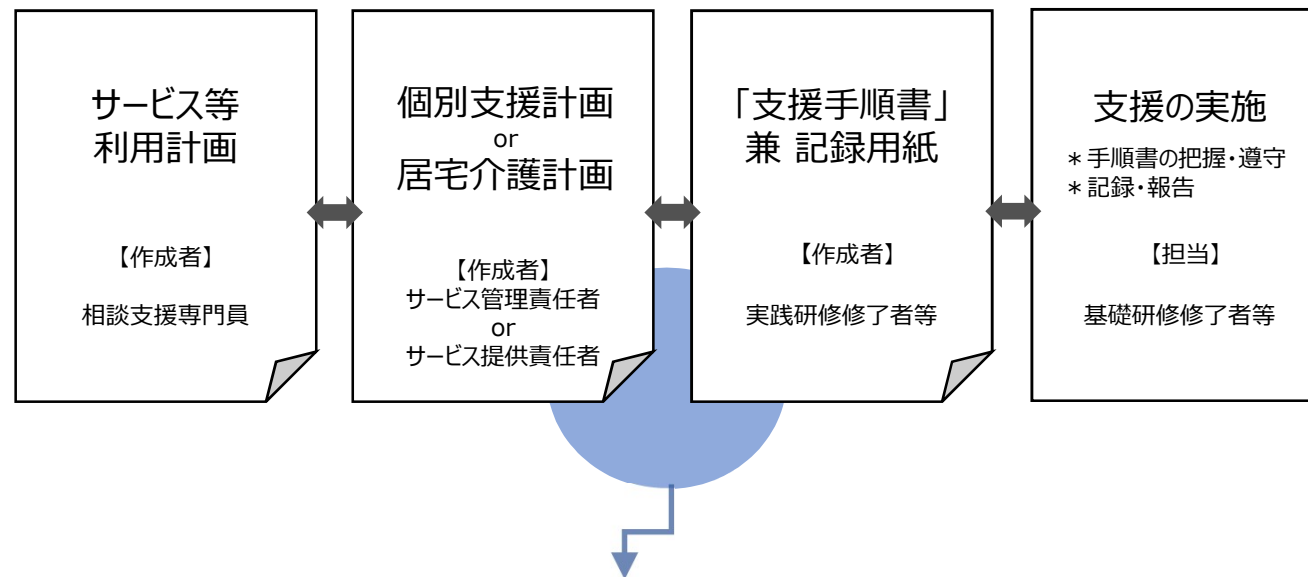 サービス等
利用計画
【作成者】
相談支援専門員
個別支援計画
or
居宅介護計画
【作成者】
サービス管理責任者
or
サービス提供責任者
「支援手順書」
兼 記録用紙
【作成者】
実践研修修了者等
支援の実施
＊手順書の把握・遵守
＊記録・報告
【担当】
基礎研修修了者等